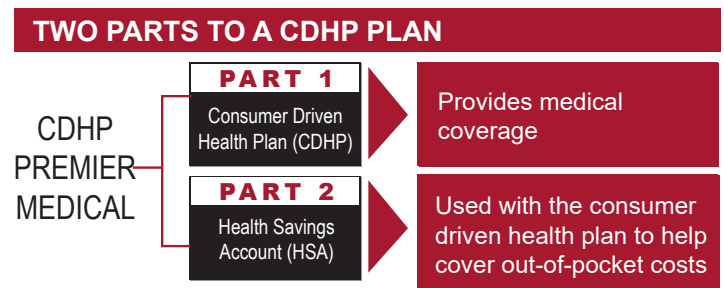 TWO PARTS TO A CDHP PLAN
CDHP
PREMIER
MEDICAL
PART 1
Consumer Driven
Health Plan (CDHP)
Provides medical
coverage
PART 2
Health Savings
Account (HSA)
Used with the consumer
driven health plan to help
cover out-of-pocket costs